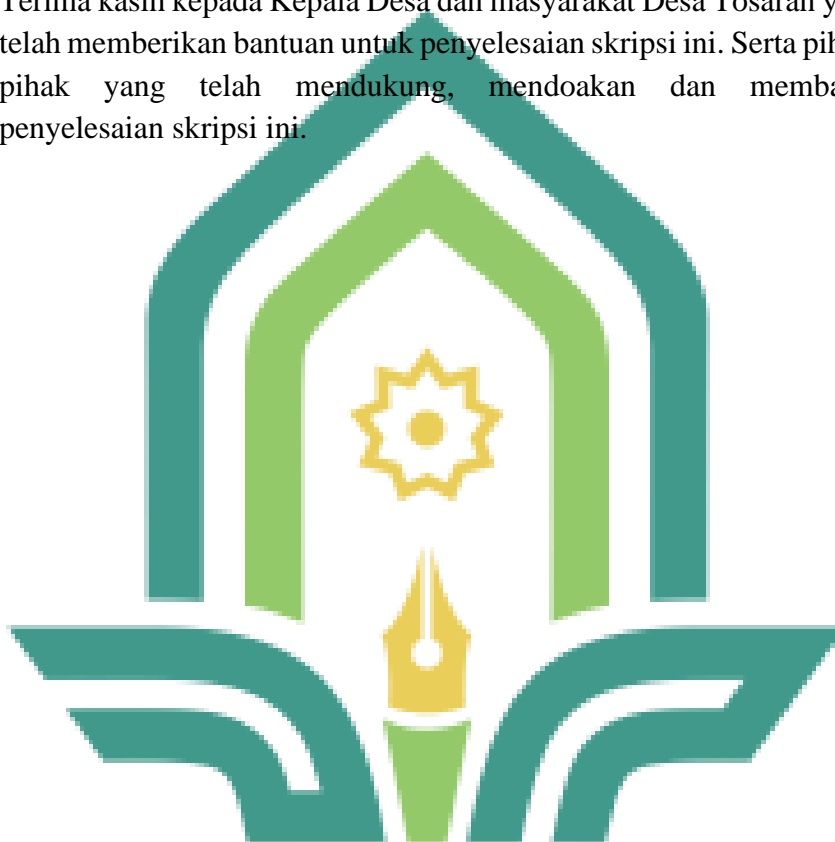 Terima kasih kepada Kepala Desa dan masyarakat Desa Tosaran
telah memberikan bantuan untuk penyelesaian skripsi ini. Serta
pihak yang telah mendukung, mendoakan dan
penyelesaian skripsi ini.